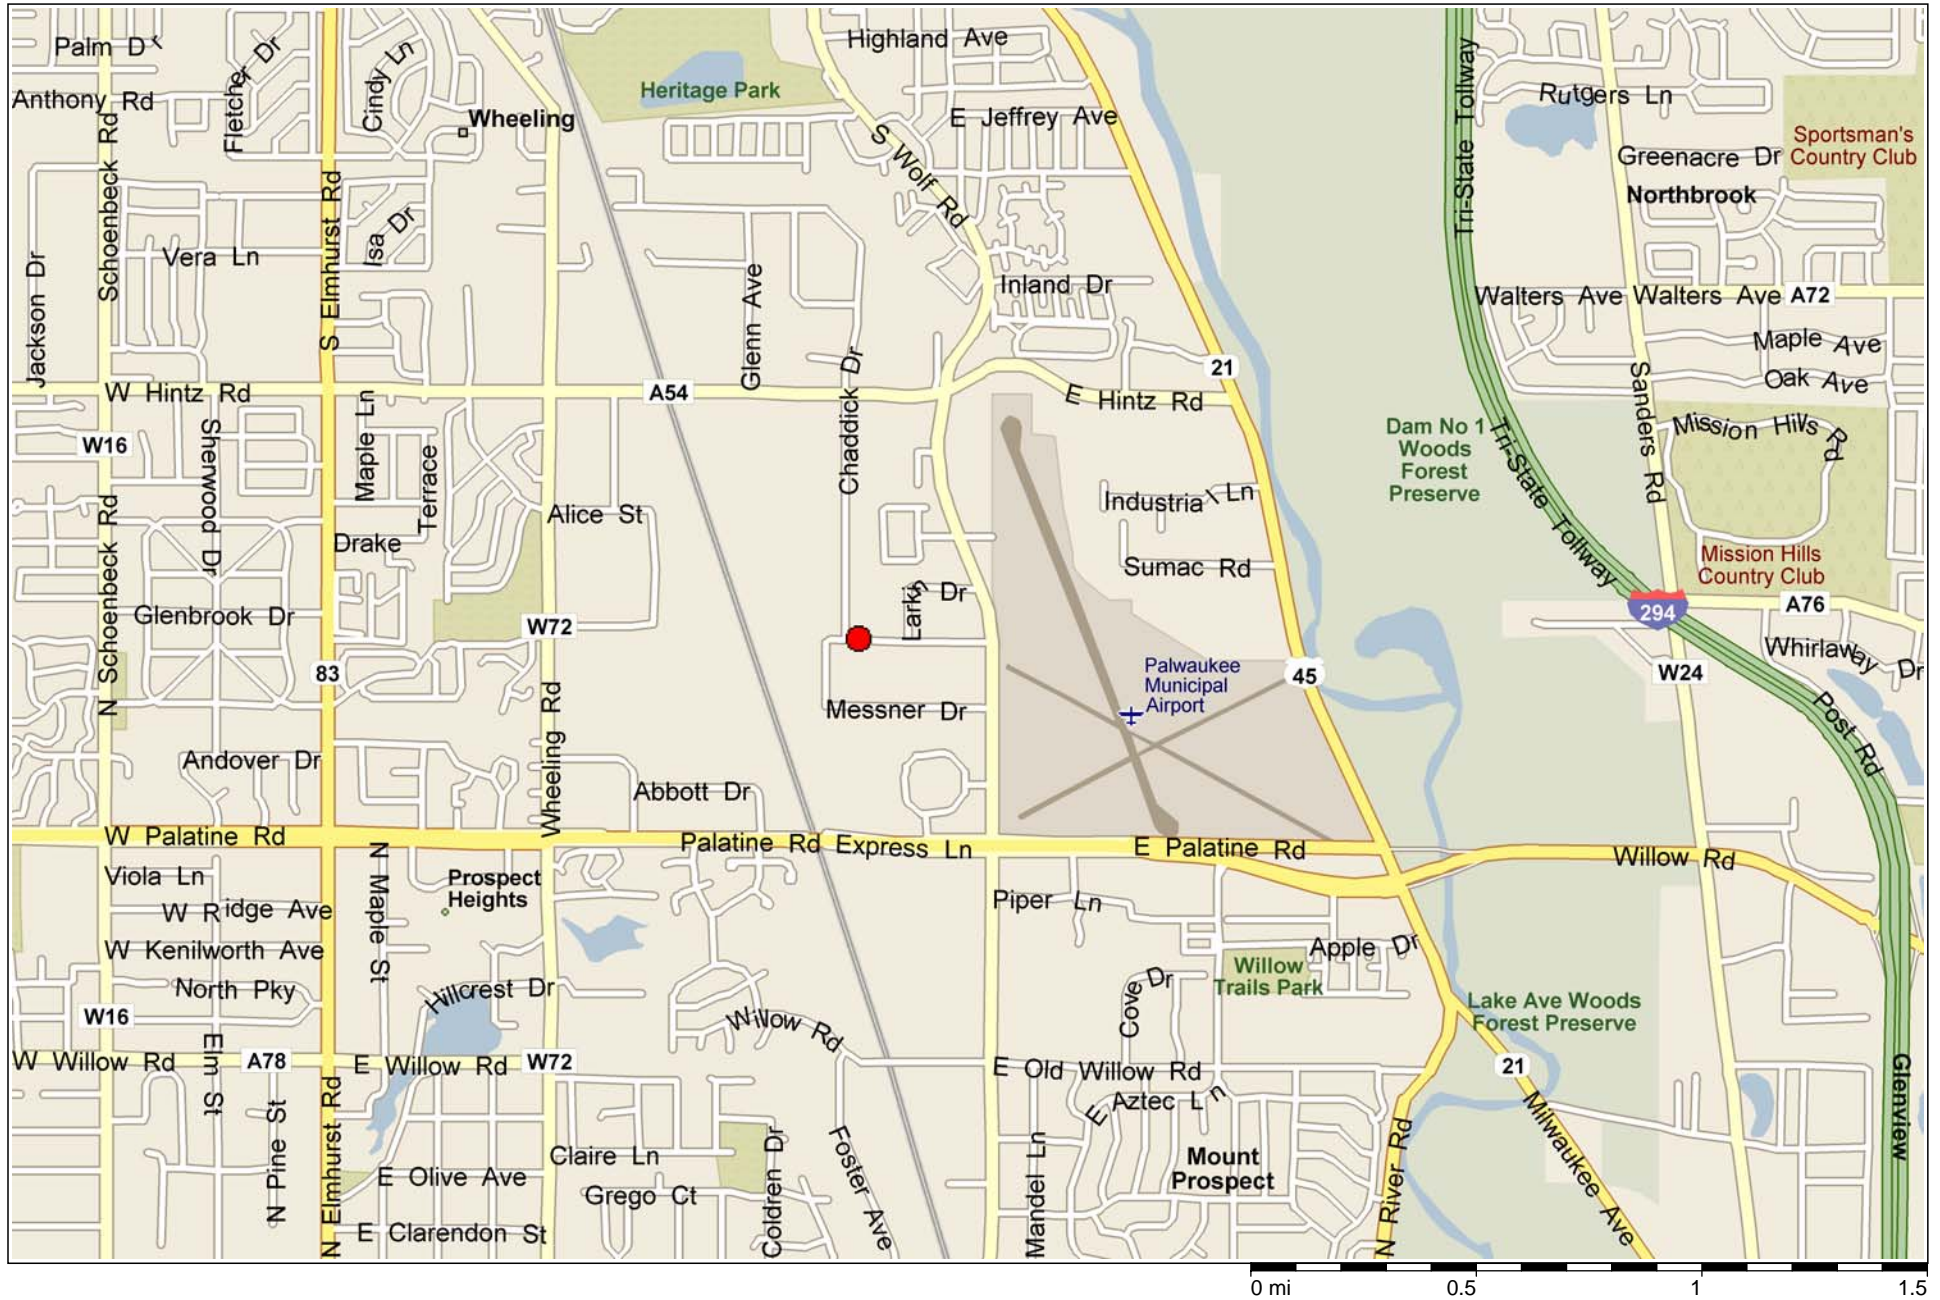 Palm Dr
Fletcher Dr
Cindy Ln
Highland Ave
Tri-State Tollway
Heritage Park
Anthony Rd
Rutgers Ln
Wheeling
E Jeffrey Ave
Sportsman's
Country Club
S Wolf Rd
Greenacre Dr
Northbrook
Schoenbeck Rd
S Elmhurst Rd
Isa Dr
Tri-State Tollway
Vera Ln
Jackson Dr
Glenn Ave
Inland Dr
Walters Ave
Walters Ave
A72
Maple Ave
Chaddick Dr
21
Oak Ave
W Hintz Rd
A54
E Hintz Rd
Sanders Rd
Maple Ln
Mission Hills Rd
Dam No 1
Woods
Forest
Preserve
W16
Sherwood Dr
Terrace
Tri-State Tollway
Industrial Ln
Alice St
Drake
Mission Hills
Country Club
Sumac Rd
N Schoenbeck Rd
Larkin Dr
294
A76
Glenbrook Dr
W72
83
Whirlaway Dr
Palwaukee
Municipal
Airport
45
W24
Messner Dr
Post Rd
Wheeling Rd
Andover Dr
Abbott Dr
W Palatine Rd
Palatine Rd Express Ln
E Palatine Rd
Willow Rd
Viola Ln
N Maple St
Prospect
Heights
W Ridge Ave
Piper Ln
W Kenilworth Ave
Apple Dr
Willow
Trails Park
North Pky
Hillcrest Dr
Cove Dr
Lake Ave Woods
Forest Preserve
W16
Willow Rd
Elm St
W Willow Rd
A78
E Willow Rd
W72
E Old Willow Rd
21
Glenview
E Aztec Ln
N Pine St
N Elmhurst Rd
Milwaukee Ave
N River Rd
Claire Ln
Mount
Prospect
E Olive Ave
Grego Ct
Coldren Dr
Foster Ave
Mandel Ln
E Clarendon St
0 mi
0.5
1
1.5